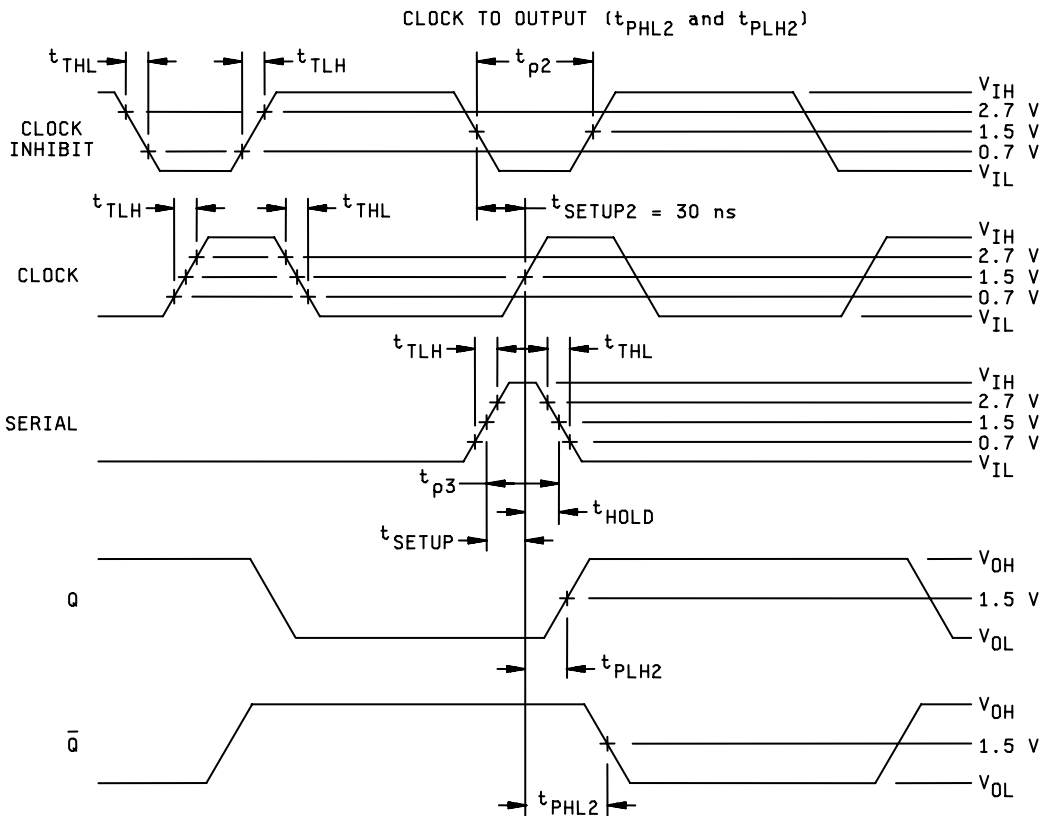 CLOCK TO OUTPUT (tPHL2 and tPLH2)
tTHL
tTLH
tp2
CLOCK
INHIBIT
VIH
2.7 V
1.5 V
0.7 V
VIL
tTLH
tTHL
tSETUP2 = 30 ns
CLOCK
VIH
2.7 V
1.5 V
0.7 V
VIL
tTLH
tTHL
SERIAL
VIH
2.7 V
1.5 V
0.7 V
VIL
tp3
tHOLD
tSETUP
Q
VOH
1.5 V
VOL
tPLH2
Q̅
VOH
1.5 V
VOL
tPHL2